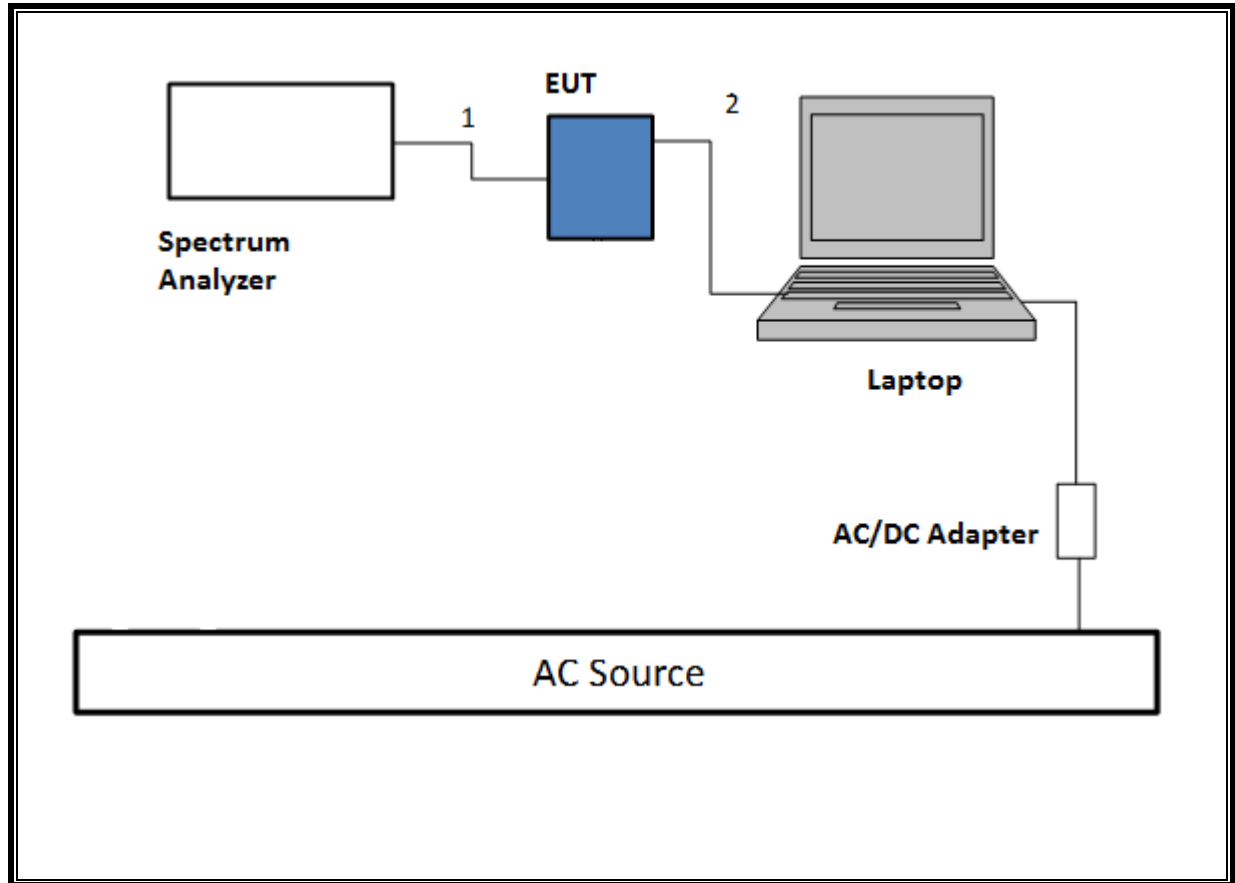 EUT
1
2
Spectrum
Analyzer
Laptop
AC/DC Adapter
AC Source